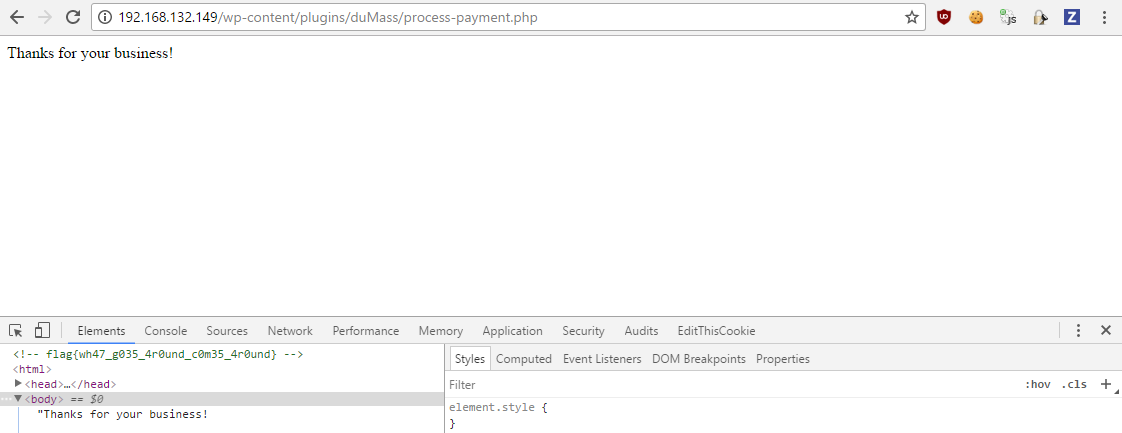 192.168.132.149/wp-content/plugins/duMass/process-payment.php
Thanks for your business!
Elements Console Sources Network Performance Memory Application Security Audits EditThisCookie
<!-- flag{wh47_g035_4r0und_c0m35_4r0und} -->
<html>
<head>…</head>
<body> == $0
"Thanks for your business!
Styles Computed Event Listeners DOM Breakpoints Properties
Filter :hov .cls +
element.style {
}